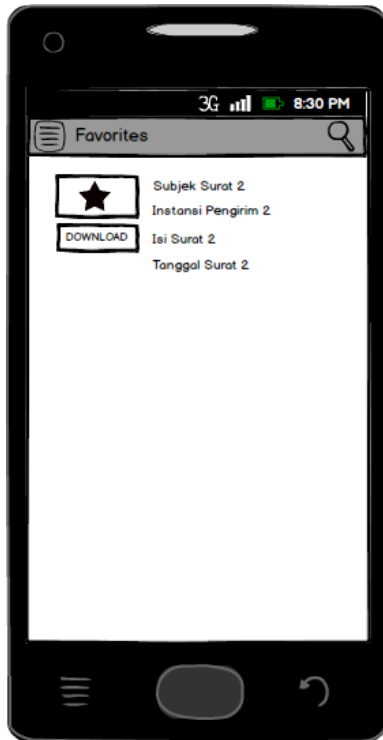 3G 8:30 PM
Favorites
Subjek Surat 2
Instansi Pengirim 2
DOWNLOAD Isi Surat 2
Tanggal Surat 2